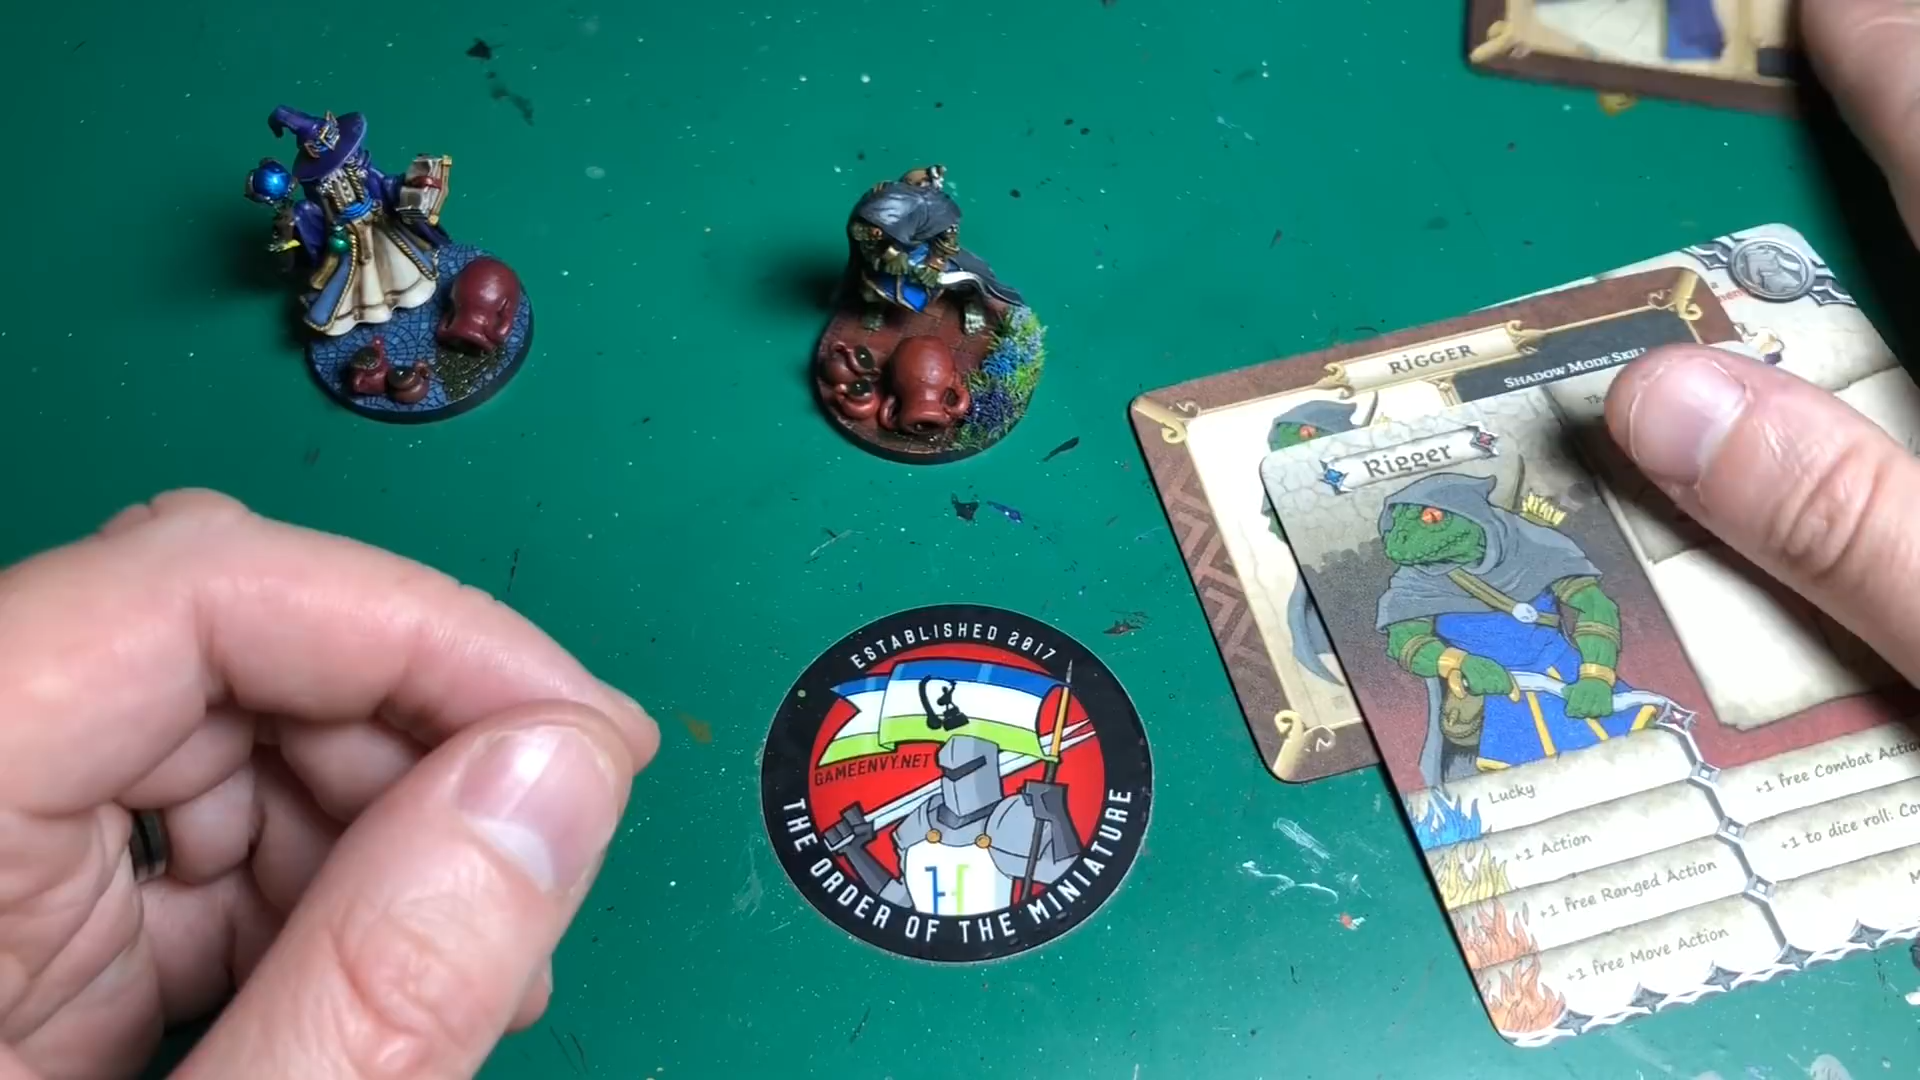 RIGGER
SHADOW MODE SKILL
Rigger
ESTABLISHED 2017
GAMEENVY.NET
THE ORDER OF THE MINIATURE
Lucky
+1 Action
+1 free Ranged Action
+1 free Move Action
+1 free Combat Action
+1 to dice roll: